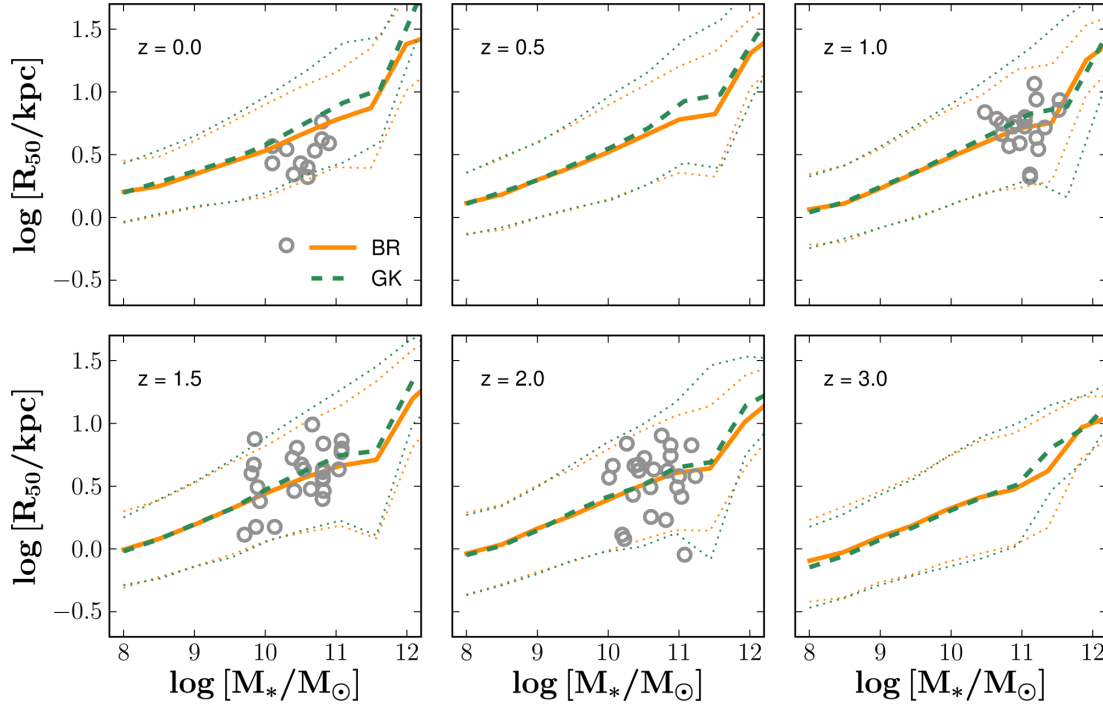 log [R50/kpc]
1.5
1.0
0.5
0.0
−0.5
z = 0.0
BR
GK
z = 0.5
z = 1.0
log [R50/kpc]
1.5
1.0
0.5
0.0
−0.5
z = 1.5
z = 2.0
z = 3.0
8 9 10 11 12
8 9 10 11 12
8 9 10 11 12
log [M*/M⊙]
log [M*/M⊙]
log [M*/M⊙]